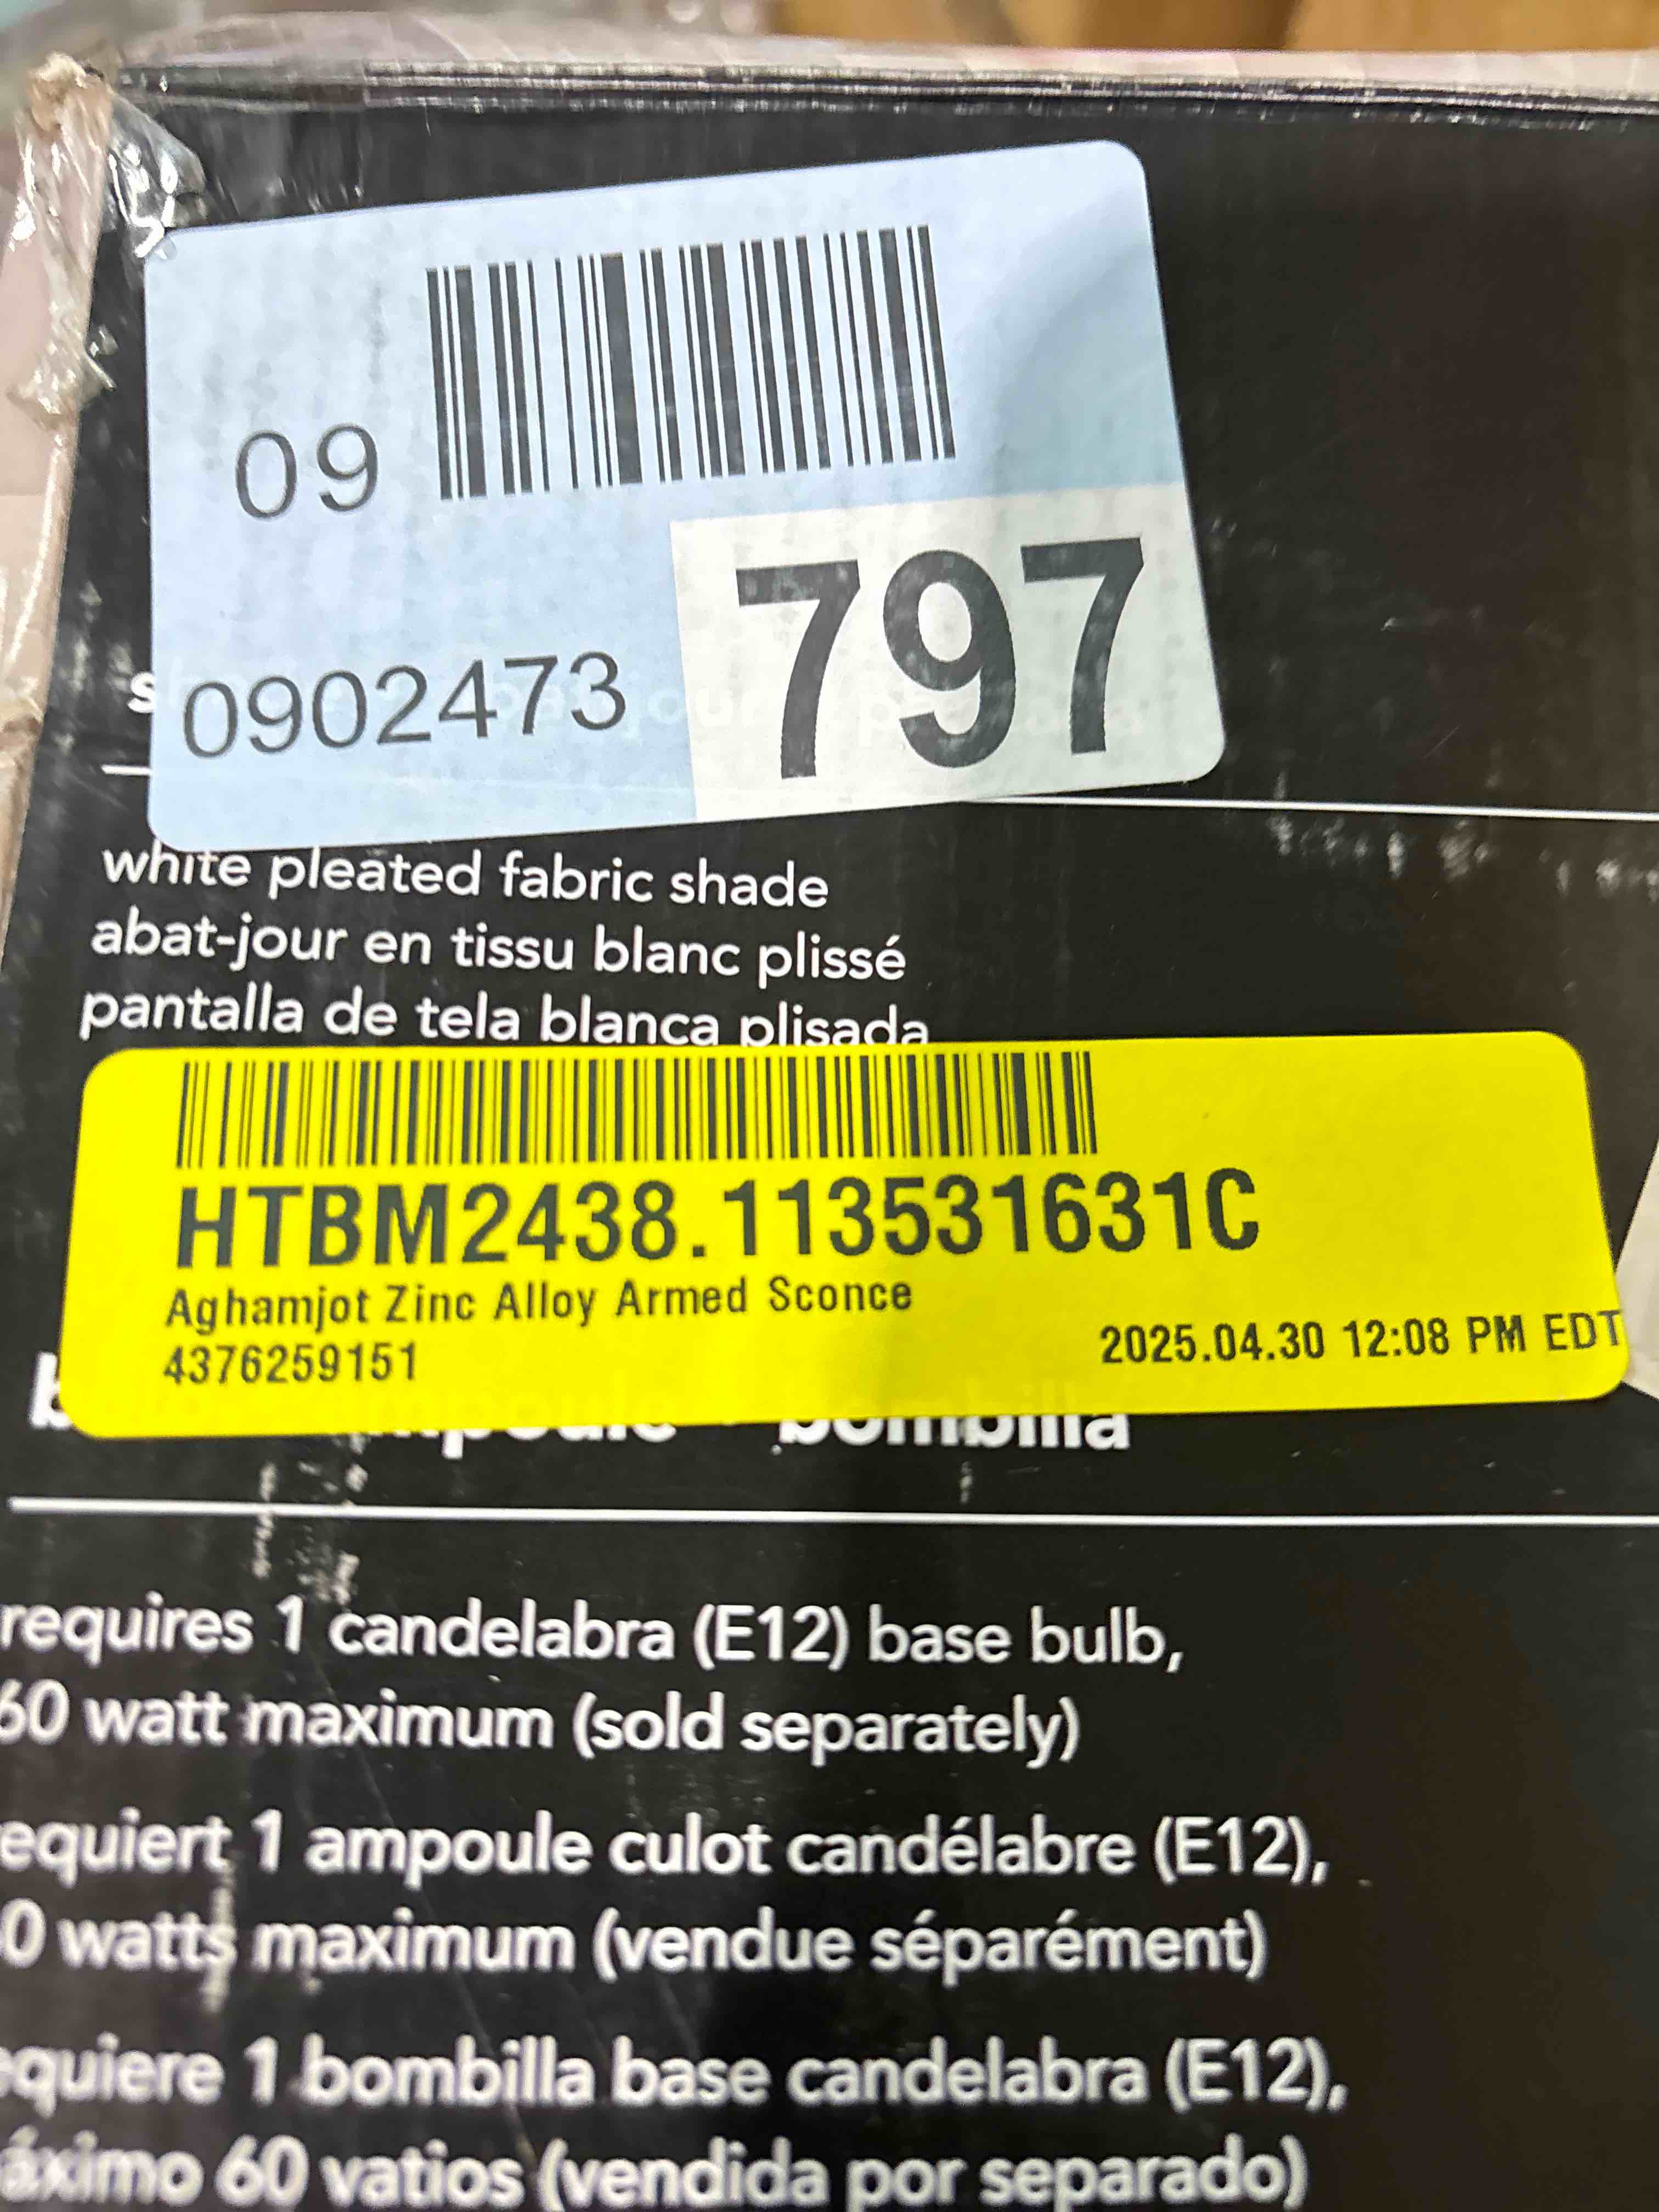 09
0902473
797
white pleated fabric shade
abat-jour en tissu blanc plissé
pantalla de tela blanca plisada
HTBM2438.113531631C
Aghamjot Zinc Alloy Armed Sconce
4376259151
2025.04.30 12:08 PM EDT
bombilla
requires 1 candelabra (E12) base bulb,
60 watt maximum (sold separately)
equiert 1 ampoule culot candélabre (E12),
0 watts maximum (vendue séparément)
equiere 1 bombilla base candelabra (E12),
áximo 60 vatios (vendida por separado)